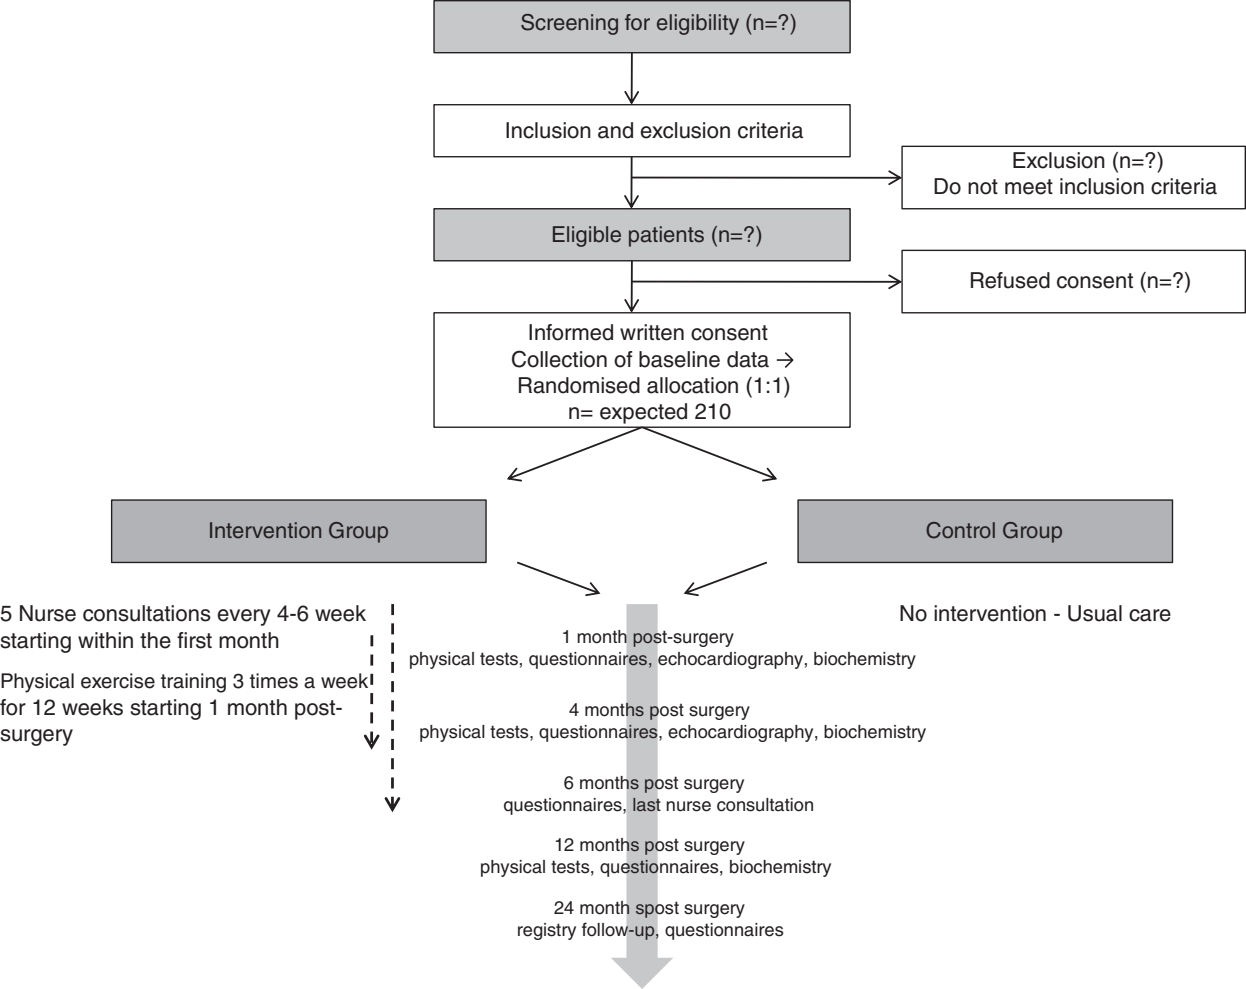 Screening for eligibility (n=?)
Inclusion and exclusion criteria
Exclusion (n=?)
Do not meet inclusion criteria
Eligible patients (n=?)
Refused consent (n=?)
Informed written consent
Collection of baseline data →
Randomised allocation (1:1)
n= expected 210
Intervention Group
Control Group
5 Nurse consultations every 4-6 week
starting within the first month
Physical exercise training 3 times a week
for 12 weeks starting 1 month post-
surgery
No intervention - Usual care
1 month post-surgery
physical tests, questionnaires, echocardiography, biochemistry
4 months post surgery
physical tests, questionnaires, echocardiography, biochemistry
6 months post surgery
questionnaires, last nurse consultation
12 months post surgery
physical tests, questionnaires, biochemistry
24 month spost surgery
registry follow-up, questionnaires